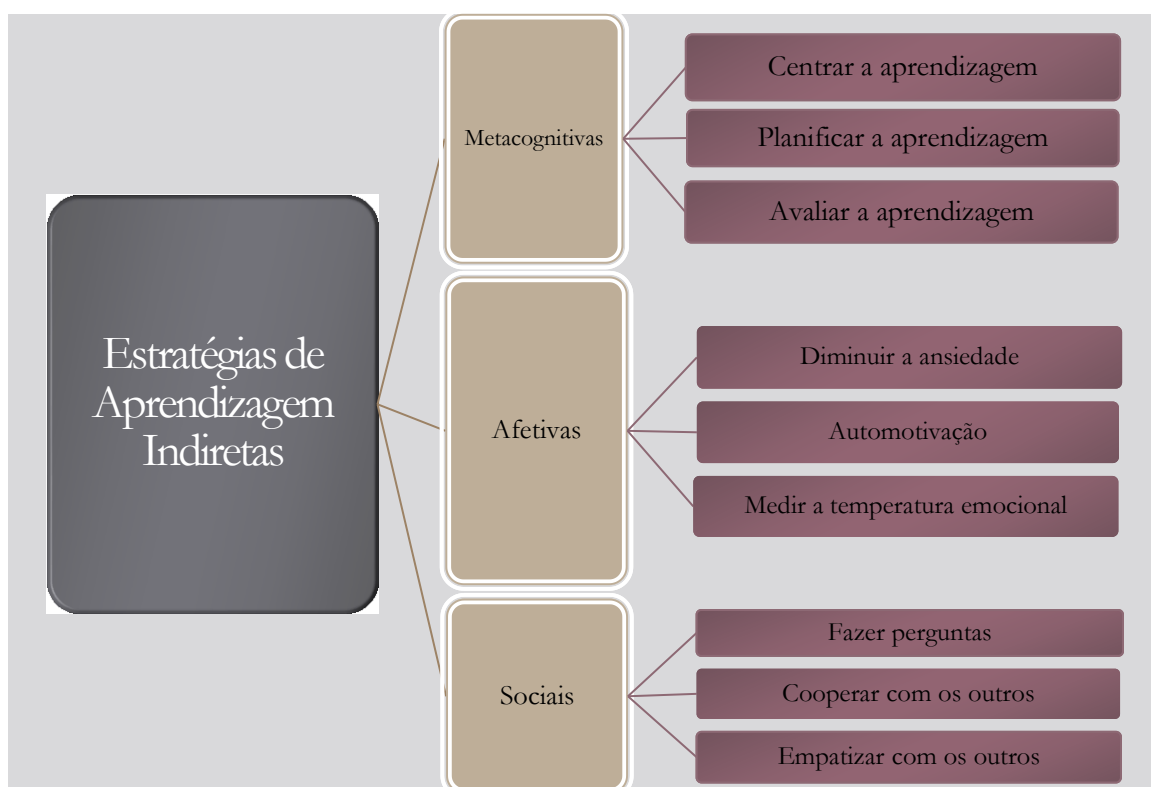 Estratégias de
Aprendizagem
Indiretas
Metacognitivas
Centrar a aprendizagem
Planificar a aprendizagem
Avaliar a aprendizagem
Afetivas
Diminuir a ansiedade
Automotivação
Medir a temperatura emocional
Sociais
Fazer perguntas
Cooperar com os outros
Empatizar com os outros